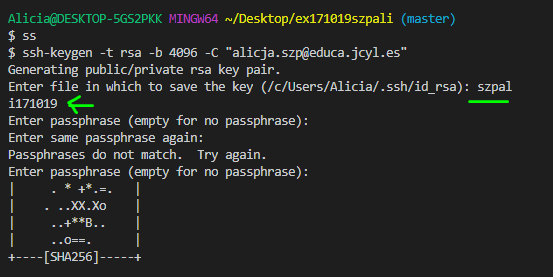 Alicia@DESKTOP-5GS2PKK MINGW64 ~/Desktop/ex171019szpali (master)
$ ss
$ ssh-keygen -t rsa -b 4096 -C "alicja.szp@educa.jcyl.es"
Generating public/private rsa key pair.
Enter file in which to save the key (/c/Users/Alicia/.ssh/id_rsa): szpal
i171019
Enter passphrase (empty for no passphrase):
Enter same passphrase again:
Passphrases do not match.  Try again.
Enter passphrase (empty for no passphrase):
|     . * +*.=.   |
|    . ..XX.Xo    |
|     ..+**B..    |
|     ..o==.      |
+----[SHA256]-----+